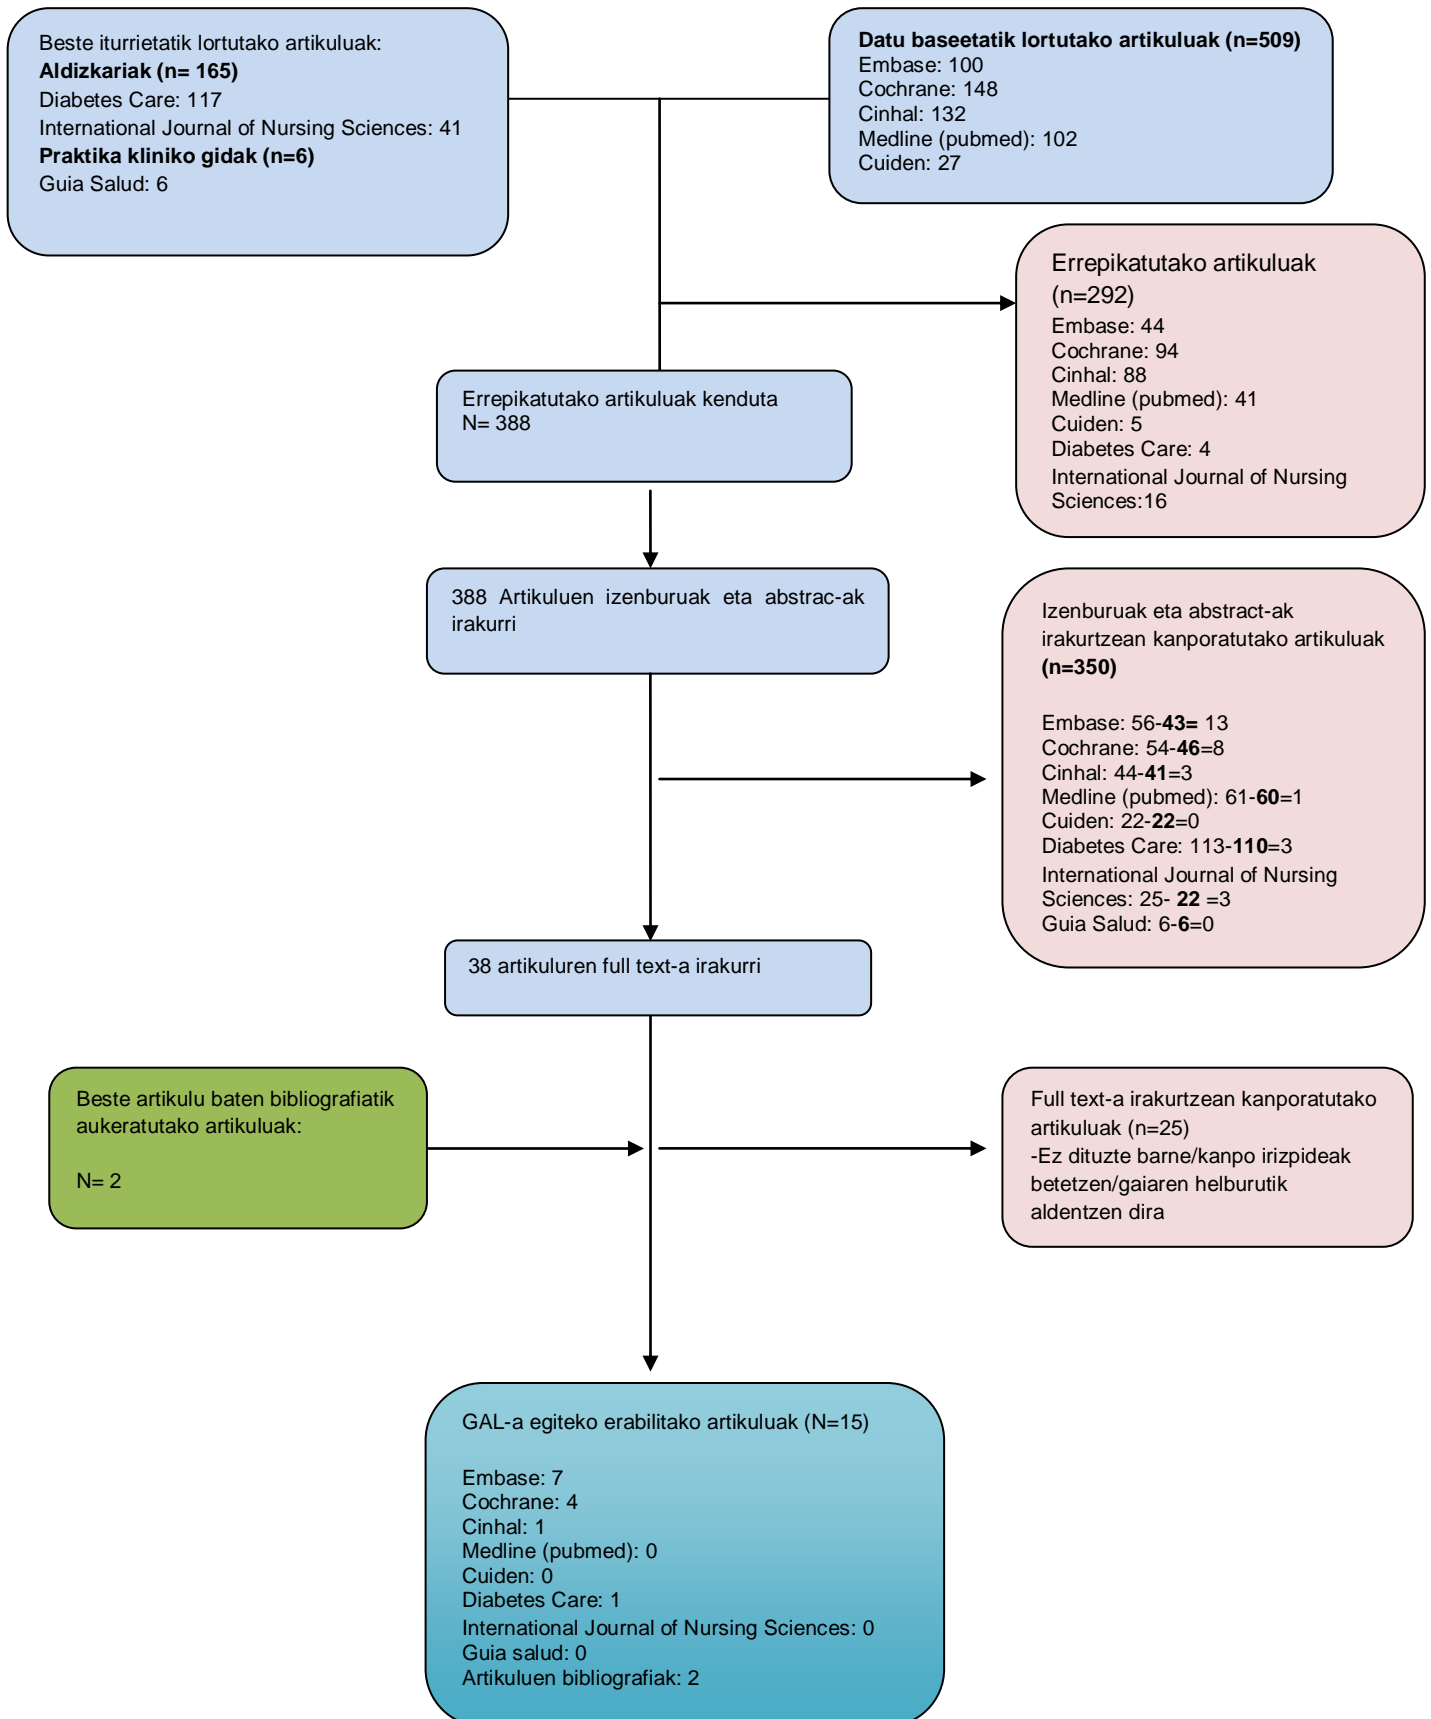 Beste iturrietatik lortutako artikuluak:
Aldizkariak (n= 165)
Diabetes Care: 117
International Journal of Nursing Sciences: 41
Praktika kliniko gidak (n=6)
Guia Salud: 6
Datu baseetatik lortutako artikuluak (n=509)
Embase: 100
Cochrane: 148
Cinhal: 132
Medline (pubmed): 102
Cuiden: 27
Errepikatutako artikuluak
(n=292)
Embase: 44
Cochrane: 94
Cinhal: 88
Medline (pubmed): 41
Cuiden: 5
Diabetes Care: 4
International Journal of Nursing
Sciences:16
Errepikatutako artikuluak kenduta
N= 388
388 Artikuluen izenburuak eta abstrac-ak
irakurri
Izenburuak eta abstract-ak
irakurtzean kanporatutako artikuluak
(n=350)
Embase: 56-43= 13
Cochrane: 54-46=8
Cinhal: 44-41=3
Medline (pubmed): 61-60=1
Cuiden: 22-22=0
Diabetes Care: 113-110=3
International Journal of Nursing
Sciences: 25- 22 =3
Guia Salud: 6-6=0
38 artikuluren full text-a irakurri
Beste artikulu baten bibliografiatik
aukeratutako artikuluak:
N= 2
Full text-a irakurtzean kanporatutako
artikuluak (n=25)
-Ez dituzte barne/kanpo irizpideak
betetzen/gaiaren helburutik
aldentzen dira
GAL-a egiteko erabilitako artikuluak (N=15)
Embase: 7
Cochrane: 4
Cinhal: 1
Medline (pubmed): 0
Cuiden: 0
Diabetes Care: 1
International Journal of Nursing Sciences: 0
Guia salud: 0
Artikuluen bibliografiak: 2